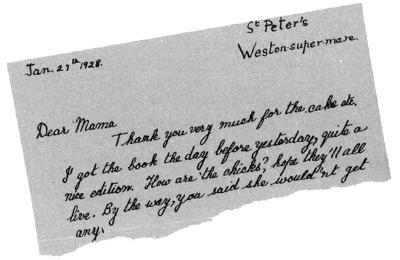 St Peter's
Weston-super-mare.
Jan. 27th 1928.
Dear Mama
Thank you very much for the cake etc.
I got the book the day before yesterday, quite a
nice edition. How are the chicks? hope they'll all
live. By the way, you said she would'nt get
any.